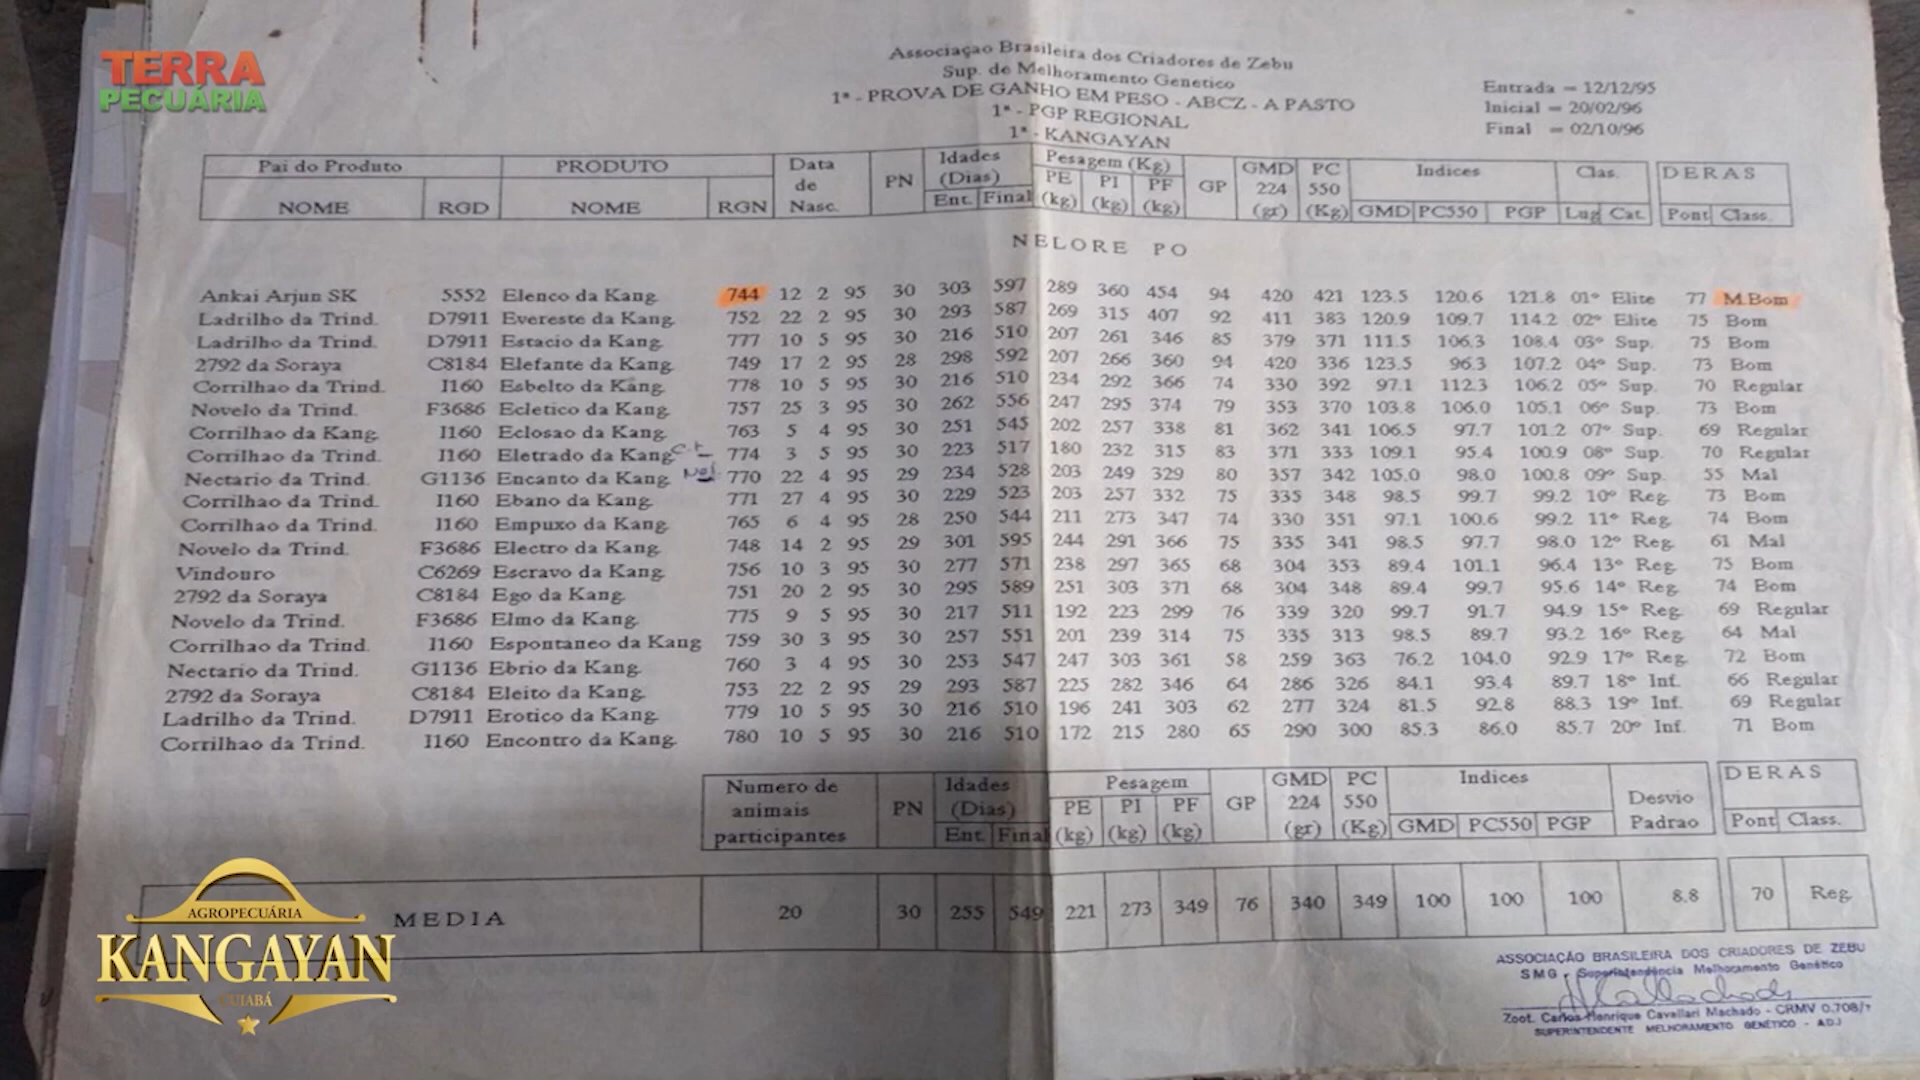 TERRA
PECUÁRIA
Associaçao Brasileira dos Criadores de Zebu
Sup. de Melhoramento Genetico
1ª - PROVA DE GANHO EM PESO - ABCZ - A PASTO
1ª - PGP REGIONAL
1ª - KANGAYAN
Entrada = 12/12/95
Inicial = 20/02/96
Final = 02/10/96
Pai do Produto PRODUTO Data de Nasc. PN Idades (Dias) Pesagem (Kg) GP GMD 224 (gr) PC 550 (Kg) Indices Clas. DERAS
NOME RGD NOME RGN Ent. Final PE (kg) PI (kg) PF (kg) GMD PC550 PGP Lug Cat. Pont Class.
NELORE PO
Ankai Arjun SK 5552 Elenco da Kang. 744 12 2 95 30 303 597 289 360 454 94 420 421 123.5 120.6 121.8 01º Elite 77 M.Bom
Ladrilho da Trind. D7911 Evereste da Kang. 752 22 2 95 30 293 587 269 315 407 92 411 383 120.9 109.7 114.2 02º Elite 75 Bom
Ladrilho da Trind. D7911 Estacio da Kang. 777 10 5 95 30 216 510 207 261 346 85 379 371 111.5 106.3 108.4 03º Sup. 75 Bom
2792 da Soraya C8184 Elefante da Kang. 749 17 2 95 28 298 592 207 266 360 94 420 336 123.5 96.3 107.2 04º Sup. 73 Bom
Corrilhao da Trind. I160 Esbelto da Kang. 778 10 5 95 30 216 510 234 292 366 74 330 392 97.1 112.3 106.2 05º Sup. 70 Regular
Novelo da Trind. F3686 Ecletico da Kang. 757 25 3 95 30 262 556 247 295 374 79 353 370 103.8 106.0 105.1 06º Sup. 73 Bom
Corrilhao da Kang. I160 Eclosao da Kang. 763 5 4 95 30 251 545 202 257 338 81 362 341 106.5 97.7 101.2 07º Sup. 69 Regular
Corrilhao da Trind. I160 Eletrado da Kang. 774 3 5 95 30 223 517 180 232 315 83 371 333 109.1 95.4 100.9 08º Sup. 70 Regular
Nectario da Trind. G1136 Encanto da Kang. 770 22 4 95 29 234 528 203 249 329 80 357 342 105.0 98.0 100.8 09º Sup. 55 Mal
Corrilhao da Trind. I160 Ebano da Kang. 771 27 4 95 30 229 523 203 257 332 75 335 348 98.5 99.7 99.2 10º Reg. 73 Bom
Corrilhao da Trind. I160 Empuxo da Kang. 765 6 4 95 28 250 544 211 273 347 74 330 351 97.1 100.6 99.2 11º Reg. 74 Bom
Novelo da Trind. F3686 Electro da Kang. 748 14 2 95 29 301 595 244 291 366 75 335 341 98.5 97.7 98.0 12º Reg. 61 Mal
Vindouro C6269 Escravo da Kang. 756 10 3 95 30 277 571 238 297 365 68 304 353 89.4 101.1 96.4 13º Reg. 75 Bom
2792 da Soraya C8184 Ego da Kang. 751 20 2 95 30 295 589 251 303 371 68 304 348 89.4 99.7 95.6 14º Reg. 74 Bom
Novelo da Trind. F3686 Elmo da Kang. 775 9 5 95 30 217 511 192 223 299 76 339 320 99.7 91.7 94.9 15º Reg. 69 Regular
Corrilhao da Trind. I160 Espontaneo da Kang 759 30 3 95 30 257 551 201 239 314 75 335 313 98.5 89.7 93.2 16º Reg. 64 Mal
Nectario da Trind. G1136 Ebrio da Kang. 760 3 4 95 30 253 547 247 303 361 58 259 363 76.2 104.0 92.9 17º Reg. 72 Bom
2792 da Soraya C8184 Eleito da Kang. 753 22 2 95 29 293 587 225 282 346 64 286 326 84.1 93.4 89.7 18º Inf. 66 Regular
Ladrilho da Trind. D7911 Erotico da Kang. 779 10 5 95 30 216 510 196 241 303 62 277 324 81.5 92.8 88.3 19º Inf. 69 Regular
Corrilhao da Trind. I160 Encontro da Kang. 780 10 5 95 30 216 510 172 215 280 65 290 300 85.3 86.0 85.7 20º Inf. 71 Bom
Numero de animais participantes PN Idades (Dias) Pesagem GP GMD 224 (gr) PC 550 (Kg) Indices Desvio Padrao DERAS
Ent. Final PE (kg) PI (kg) PF (kg) GMD PC550 PGP Pont Class.
MEDIA 20 30 255 549 221 273 349 76 340 349 100 100 100 8.8 70 Reg.
ASSOCIAÇÃO BRASILEIRA DOS CRIADORES DE ZEBU
SMG - Superintendência Melhoramento Genético
Zoot. Carlos Henrique Cavallari Machado - CRMV 0.708/
SUPERINTENDENTE MELHORAMENTO GENÉTICO - ADJ
AGROPECUÁRIA
KANGAYAN
CUIABÁ